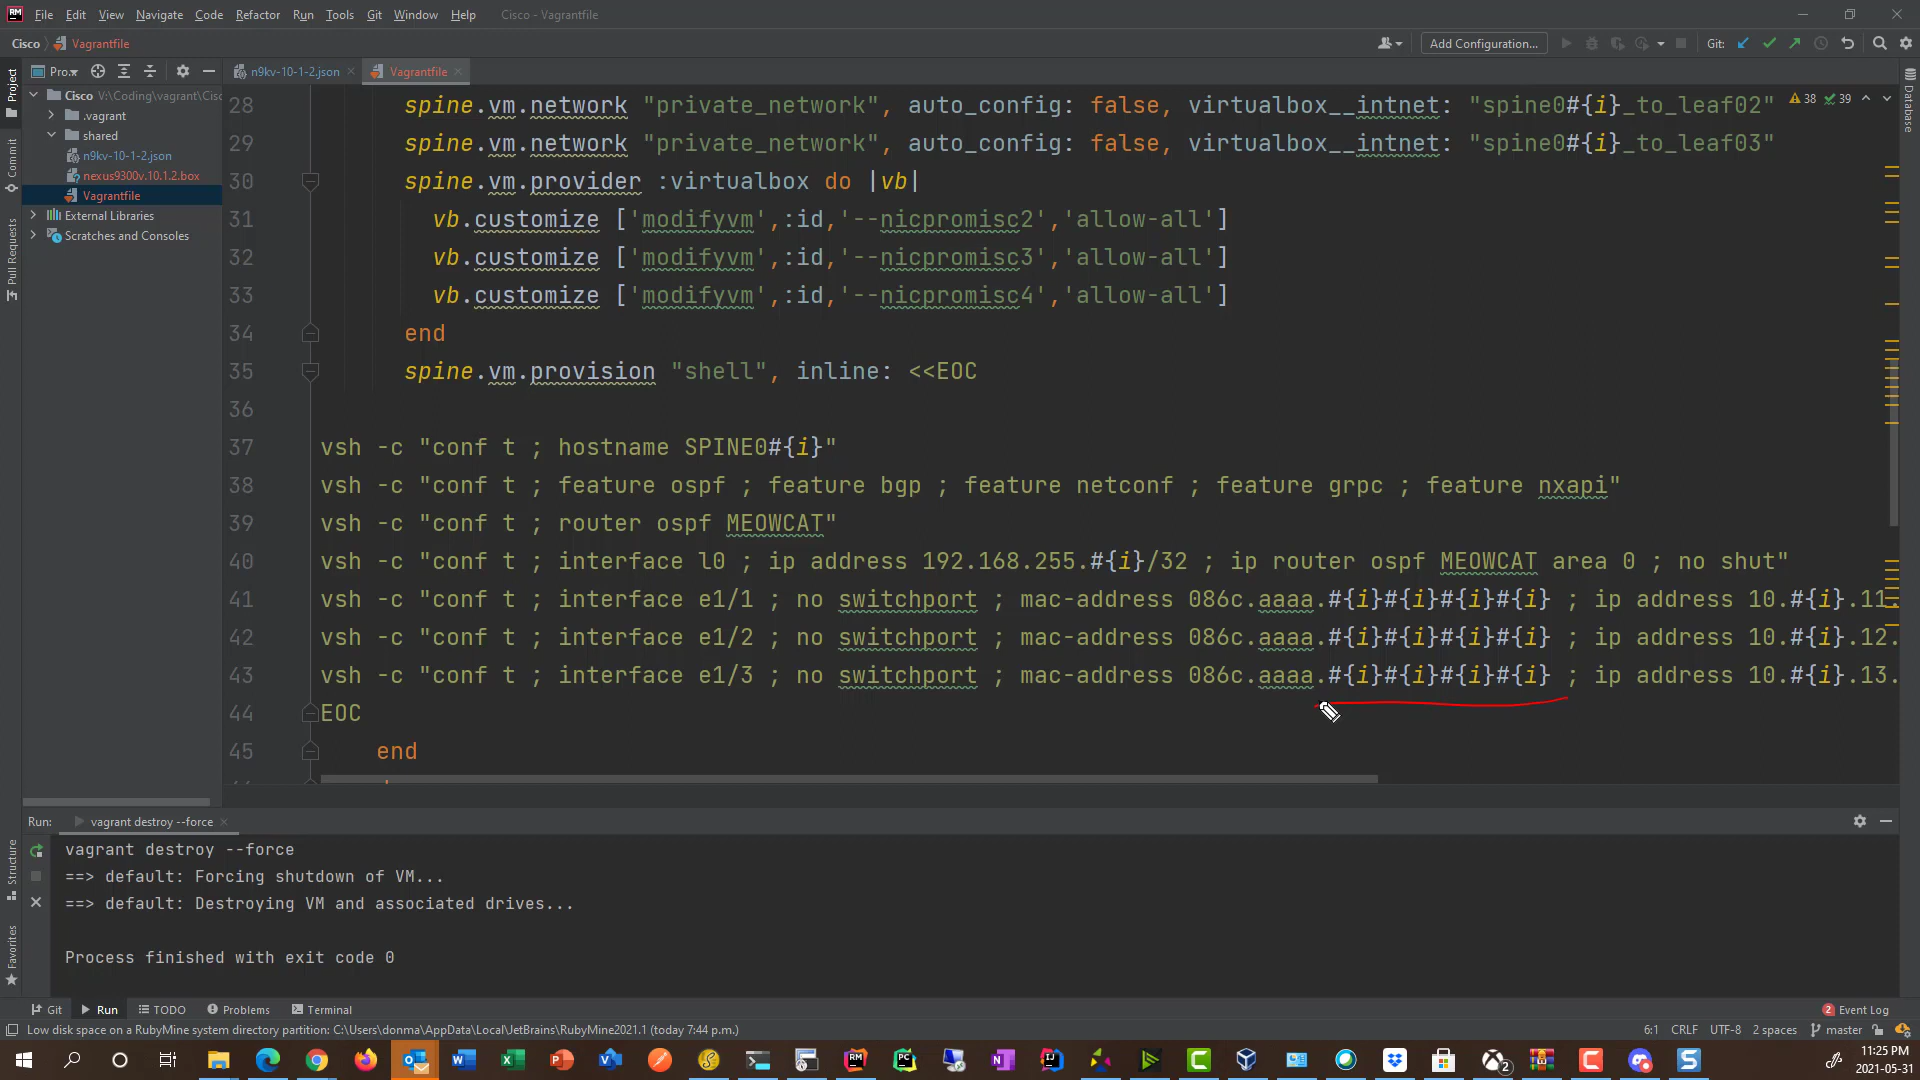 File Edit View Navigate Code Refactor Run Tools Git Window Help Cisco - Vagrantfile
Cisco Vagrantfile Add Configuration... Git:
Project Pro... n9kv-10-1-2.json Vagrantfile
Cisco V:\Coding\vagrant\Cisc
.vagrant
shared
n9kv-10-1-2.json
nexus9300v.10.1.2.box
Vagrantfile
External Libraries
Scratches and Consoles
Commit
Pull Requests
Database
38 39
28 spine.vm.network "private_network", auto_config: false, virtualbox__intnet: "spine0#{i}_to_leaf02"
29 spine.vm.network "private_network", auto_config: false, virtualbox__intnet: "spine0#{i}_to_leaf03"
30 spine.vm.provider :virtualbox do |vb|
31 vb.customize ['modifyvm',:id,'--nicpromisc2','allow-all']
32 vb.customize ['modifyvm',:id,'--nicpromisc3','allow-all']
33 vb.customize ['modifyvm',:id,'--nicpromisc4','allow-all']
34 end
35 spine.vm.provision "shell", inline: <<EOC
36
37 vsh -c "conf t ; hostname SPINE0#{i}"
38 vsh -c "conf t ; feature ospf ; feature bgp ; feature netconf ; feature grpc ; feature nxapi"
39 vsh -c "conf t ; router ospf MEOWCAT"
40 vsh -c "conf t ; interface l0 ; ip address 192.168.255.#{i}/32 ; ip router ospf MEOWCAT area 0 ; no shut"
41 vsh -c "conf t ; interface e1/1 ; no switchport ; mac-address 086c.aaaa.#{i}#{i}#{i}#{i} ; ip address 10.#{i}.11.
42 vsh -c "conf t ; interface e1/2 ; no switchport ; mac-address 086c.aaaa.#{i}#{i}#{i}#{i} ; ip address 10.#{i}.12.
43 vsh -c "conf t ; interface e1/3 ; no switchport ; mac-address 086c.aaaa.#{i}#{i}#{i}#{i} ; ip address 10.#{i}.13.
44 EOC
45 end
Run: vagrant destroy --force
vagrant destroy --force
==> default: Forcing shutdown of VM...
==> default: Destroying VM and associated drives...
Process finished with exit code 0
Structure
Favorites
Git Run TODO Problems Terminal 2 Event Log
Low disk space on a RubyMine system directory partition: C:\Users\donma\AppData\Local\JetBrains\RubyMine2021.1 (today 7:44 p.m.) 6:1 CRLF UTF-8 2 spaces master
11:25 PM
2021-05-31